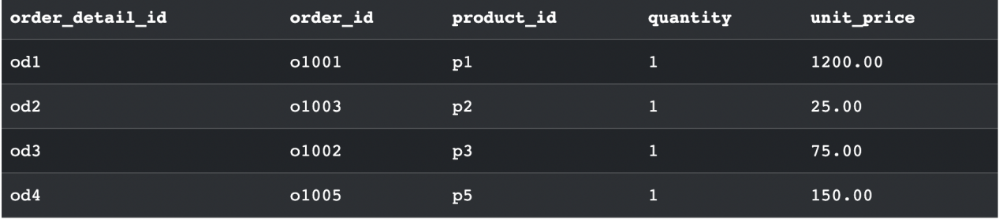 order_detail_id order_id product_id quantity unit_price
od1 o1001 p1 1 1200.00
od2 o1003 p2 1 25.00
od3 o1002 p3 1 75.00
od4 o1005 p5 1 150.00